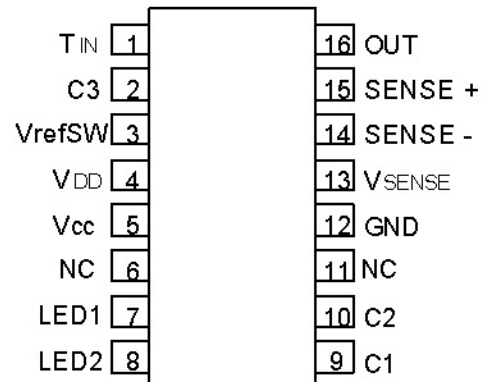 TIN 1 16 OUT
C3 2 15 SENSE +
VrefSW 3 14 SENSE -
VDD 4 13 VSENSE
Vcc 5 12 GND
NC 6 11 NC
LED1 7 10 C2
LED2 8 9 C1